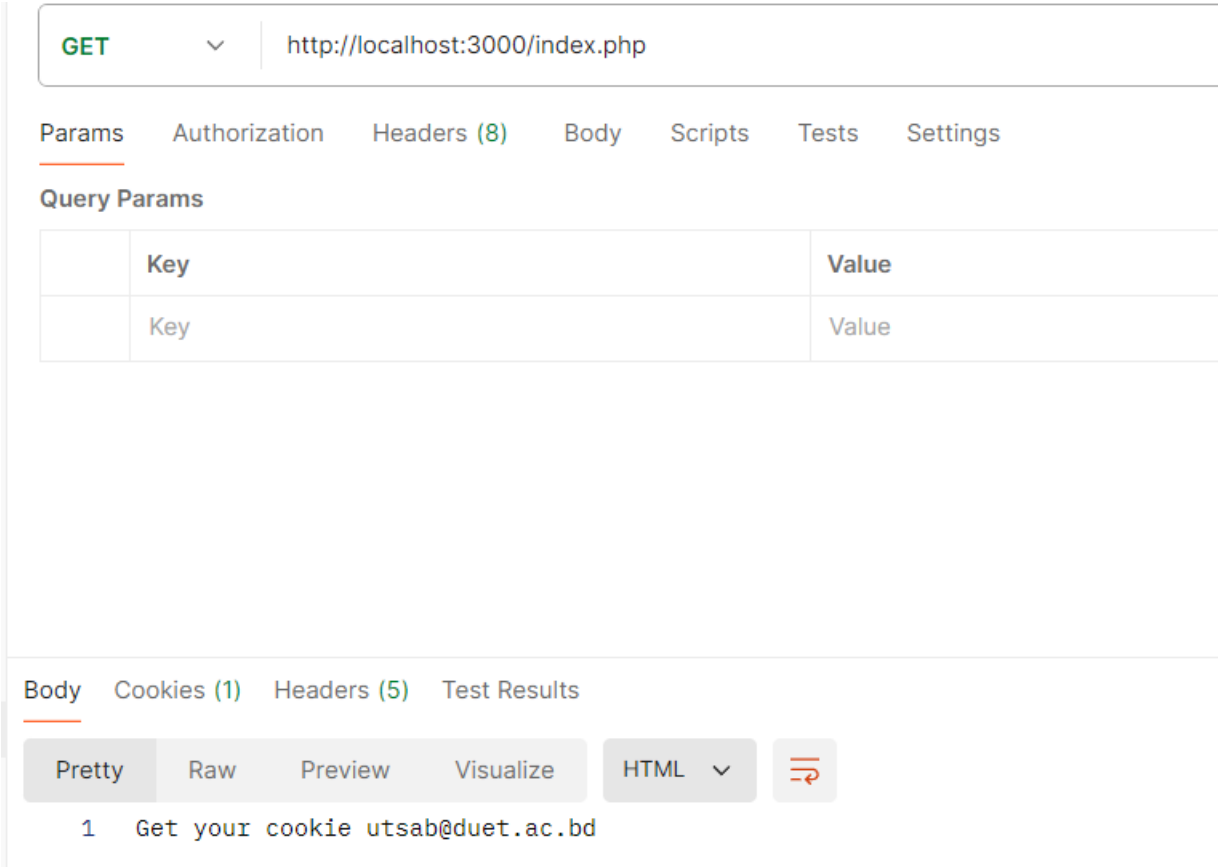 GET http://localhost:3000/index.php
Params Authorization Headers (8) Body Scripts Tests Settings
Query Params
Key Value
Key Value
Body Cookies (1) Headers (5) Test Results
Pretty Raw Preview Visualize HTML
1 Get your cookie utsab@duet.ac.bd